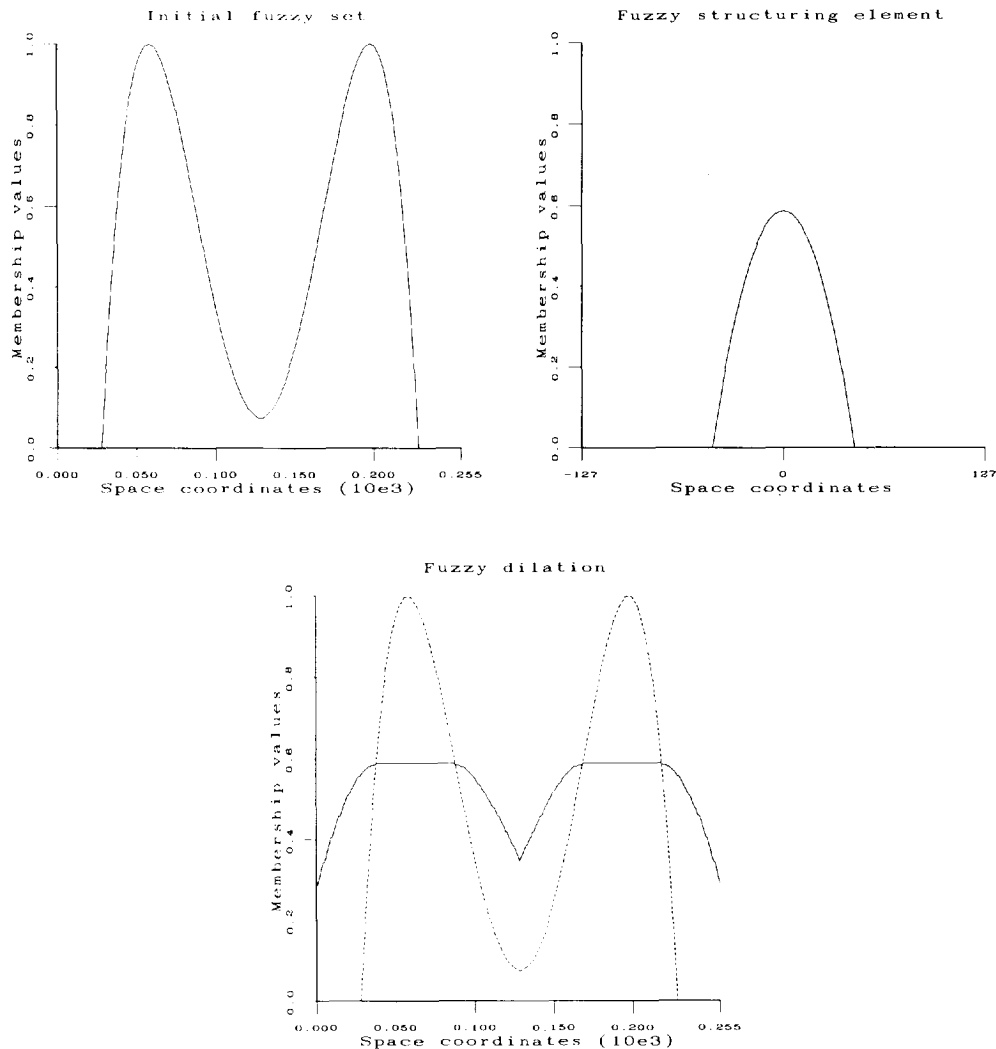 Initial fuzzy set
Membership values
1.0
0.8
0.6
0.4
0.2
0.0
0.000 0.050 0.100 0.150 0.200 0.255
Space coordinates (10e3)
Fuzzy structuring element
Membership values
1.0
0.8
0.6
0.4
0.2
0.0
-127 0 127
Space coordinates
Fuzzy dilation
Membership values
1.0
0.8
0.6
0.4
0.2
0.0
0.000 0.050 0.100 0.150 0.200 0.255
Space coordinates (10e3)